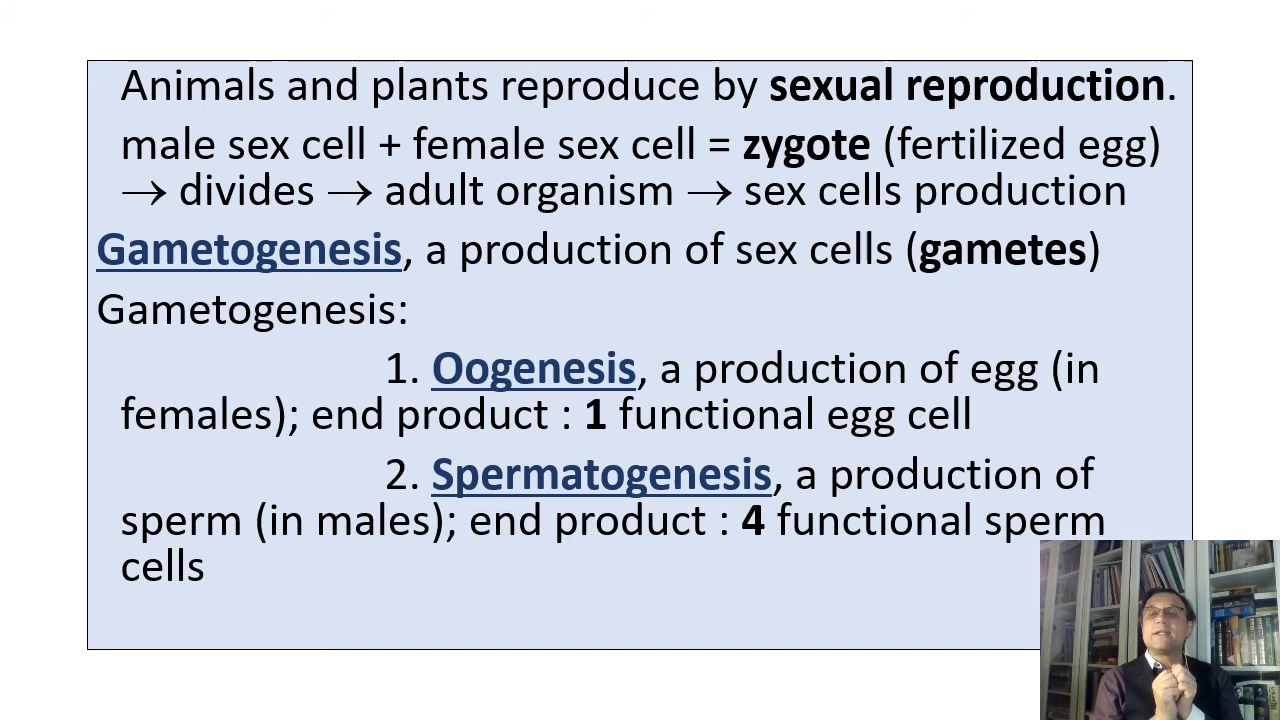 Animals and plants reproduce by sexual reproduction.
male sex cell + female sex cell = zygote (fertilized egg)
→ divides → adult organism → sex cells production
Gametogenesis, a production of sex cells (gametes)
Gametogenesis:
1. Oogenesis, a production of egg (in
females); end product : 1 functional egg cell
2. Spermatogenesis, a production of
sperm (in males); end product : 4 functional sperm
cells